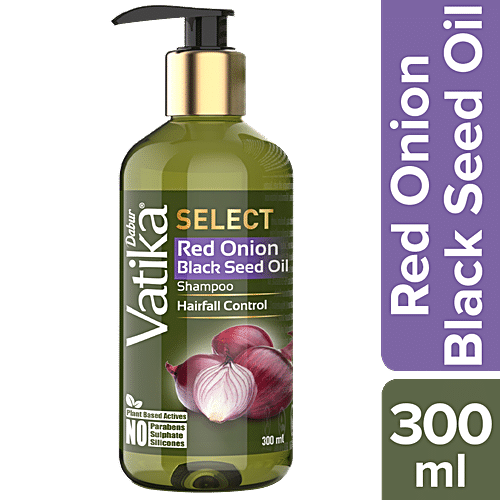 Dabur
Vatika®
SELECT
Red Onion
Black Seed Oil
Shampoo
Hairfall Control
Plant Based Actives
NO Parabens
Sulphate
Silicones
300 ml
Red Onion
Black Seed Oil
300
ml